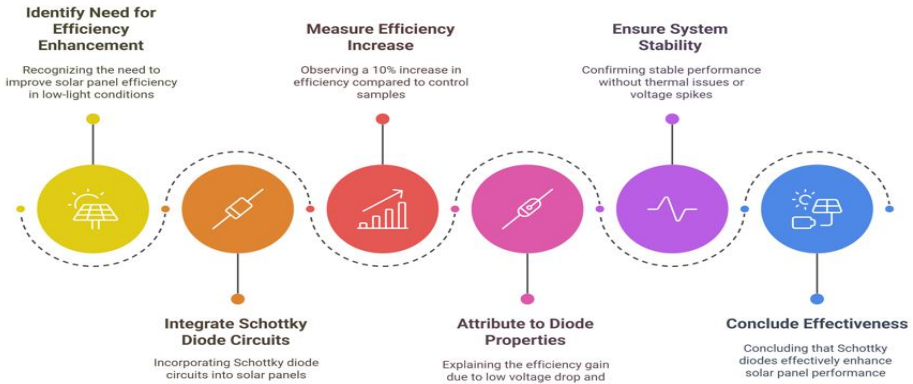 Identify Need for
Efficiency
Enhancement
Recognizing the need to
improve solar panel efficiency
in low-light conditions
Integrate Schottky
Diode Circuits
Incorporating Schottky diode
circuits into solar panels
Measure Efficiency
Increase
Observing a 10% increase in
efficiency compared to control
samples
Attribute to Diode
Properties
Explaining the efficiency gain
due to low voltage drop and
Ensure System
Stability
Confirming stable performance
without thermal issues or
voltage spikes
Conclude Effectiveness
Concluding that Schottky
diodes effectively enhance
solar panel performance